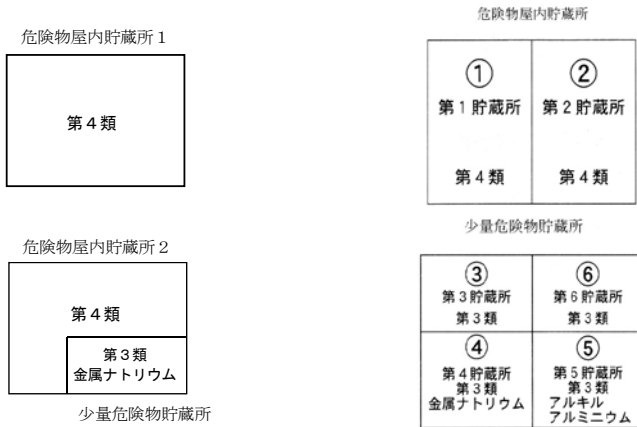 危険物屋内貯蔵所1
第4類
危険物屋内貯蔵所2
第4類
第3類
金属ナトリウム
少量危険物貯蔵所
危険物屋内貯蔵所
①
第1貯蔵所
第4類
②
第2貯蔵所
第4類
少量危険物貯蔵所
③
第3貯蔵所
第3類
⑥
第6貯蔵所
第3類
④
第4貯蔵所
第3類
金属ナトリウム
⑤
第5貯蔵所
第3類
アルキル
アルミニウム